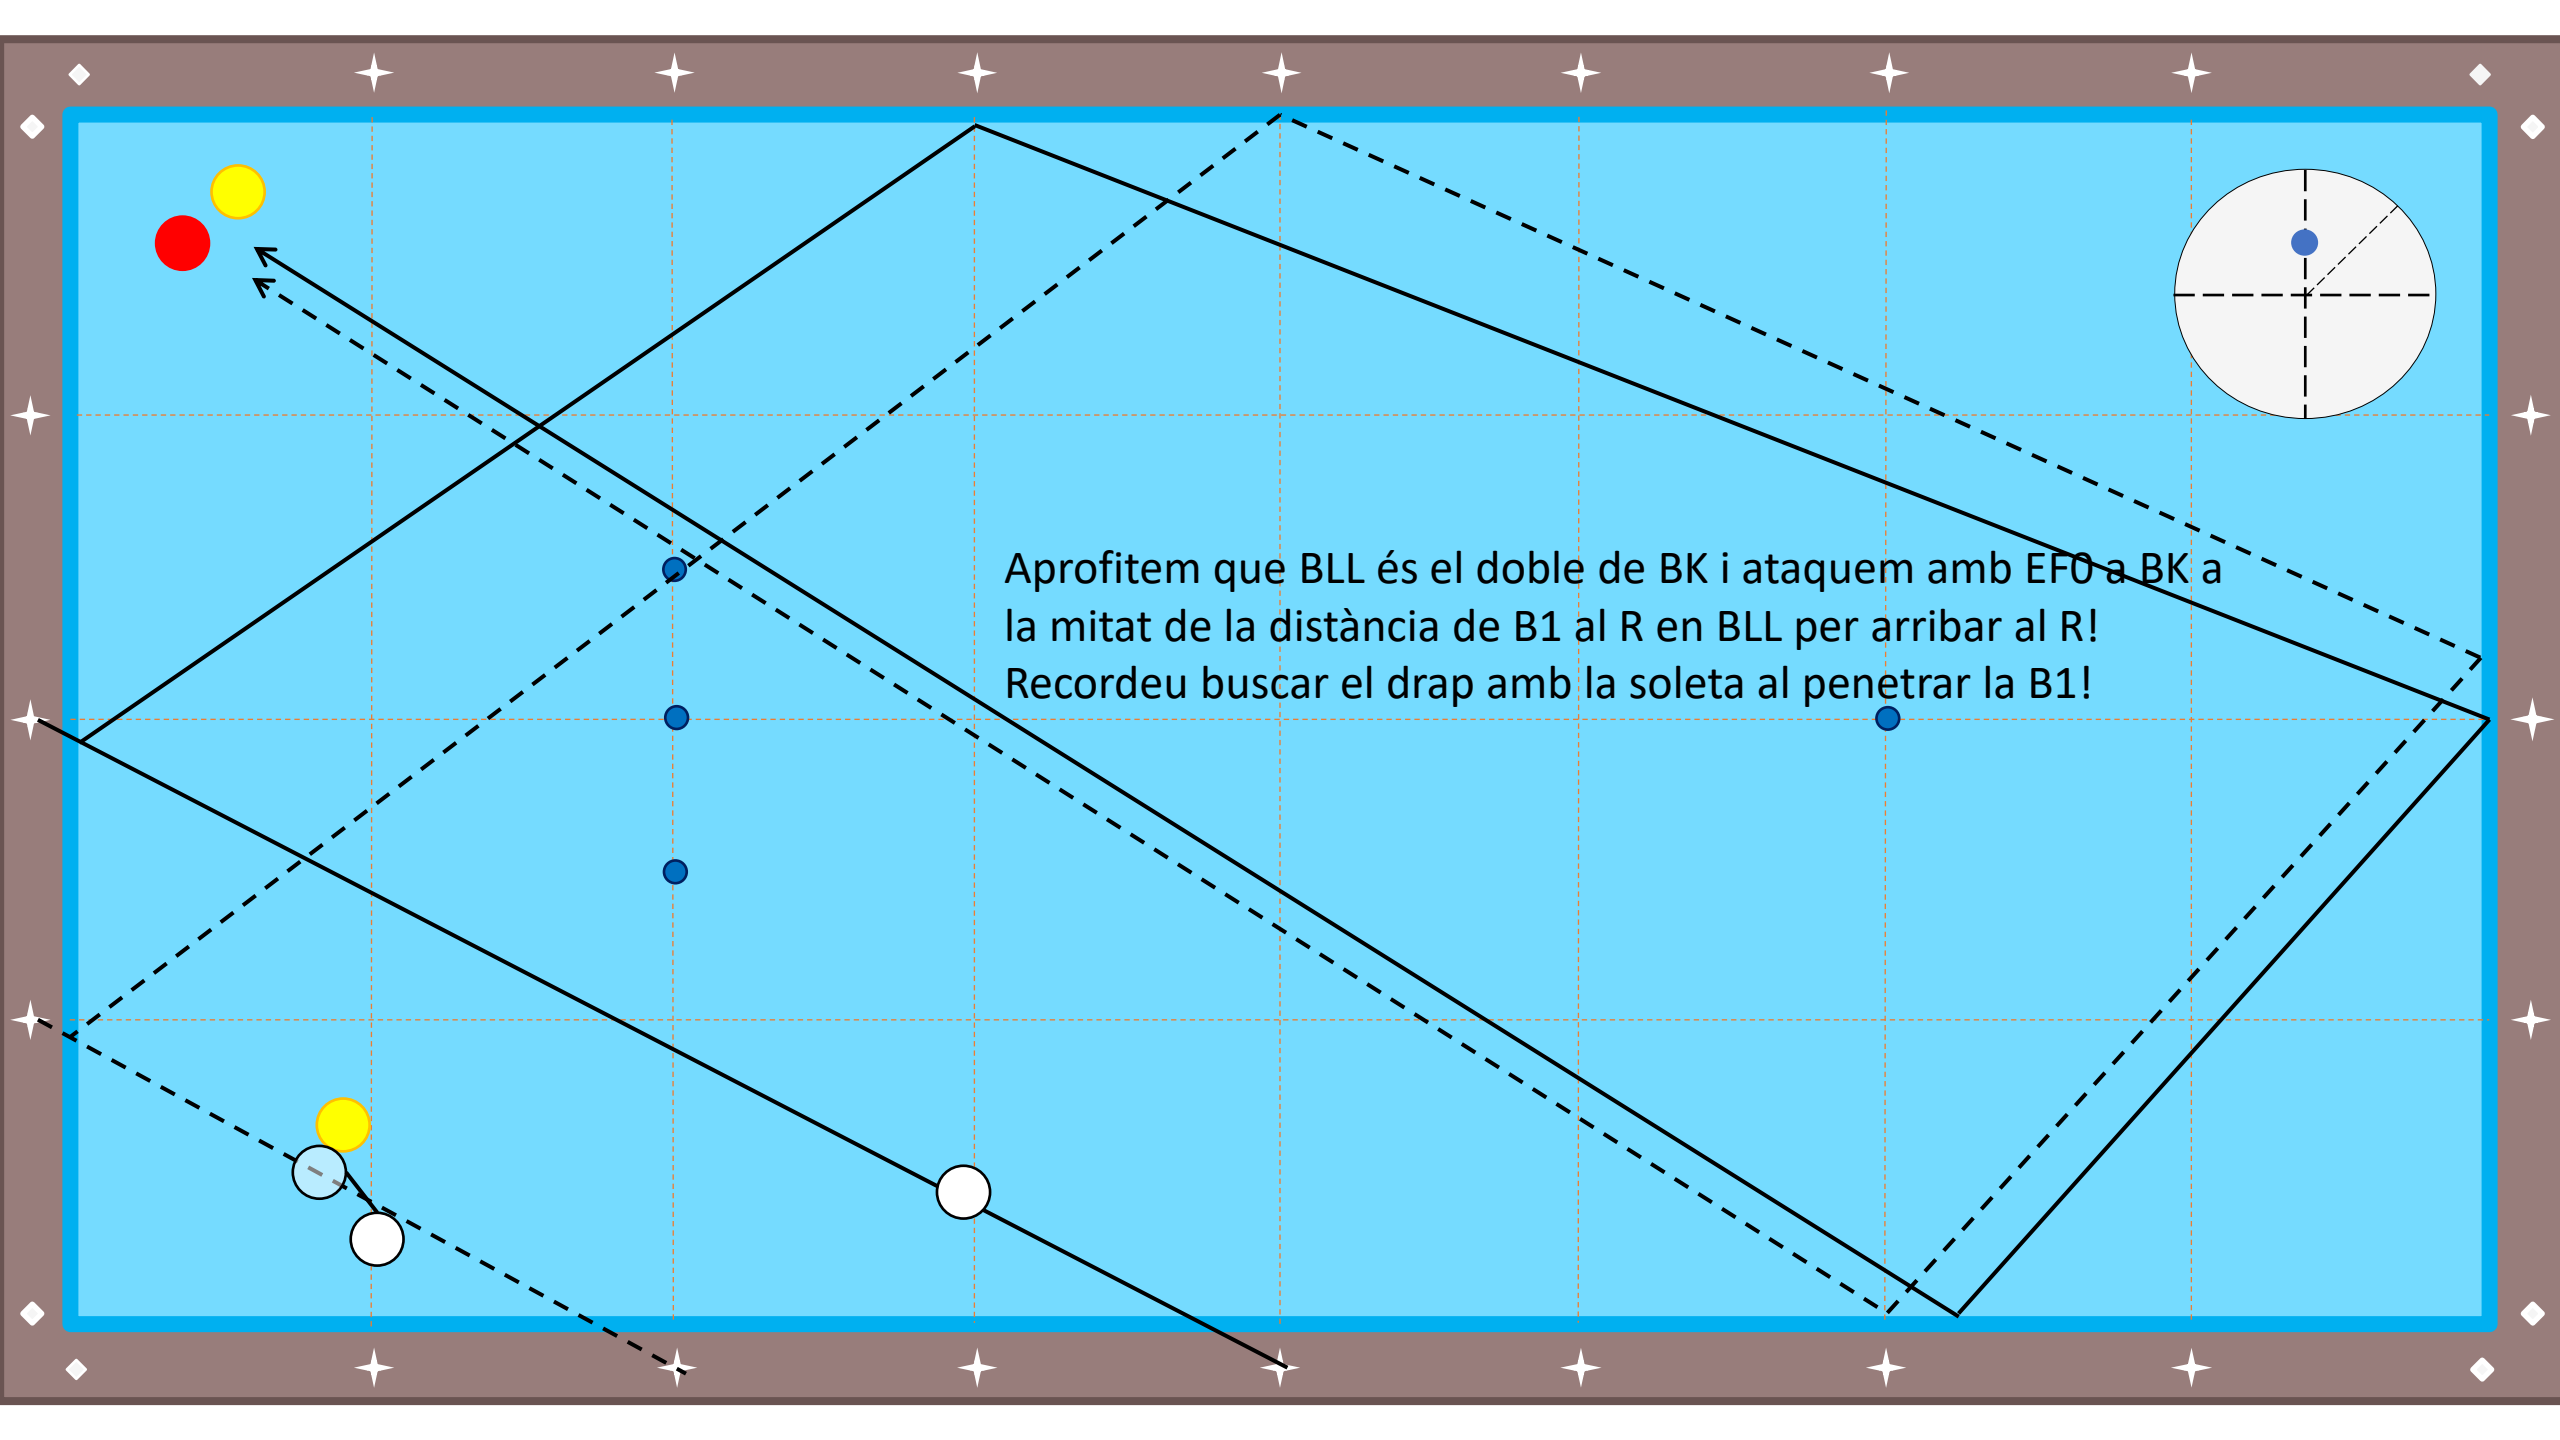 Aprofitem que BLL és el doble de BK i ataquem amb EF0 a BK a
la mitat de la distància de B1 al R en BLL per arribar al R!
Recordeu buscar el drap amb la soleta al penetrar la B1!